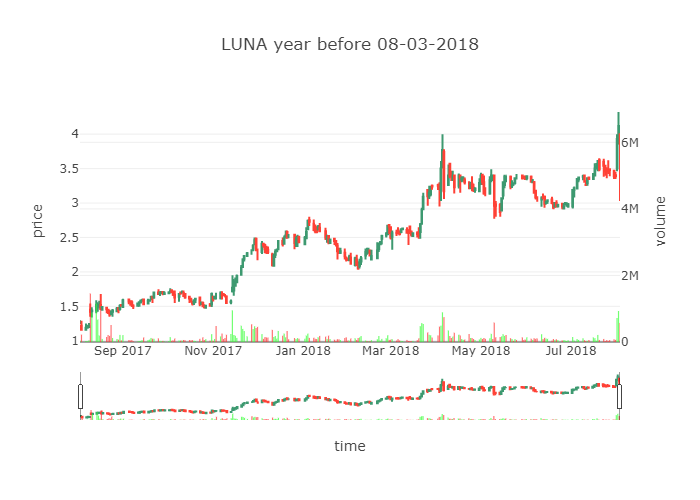 LUNA year before 08-03-2018
4
3.5
3
2.5
2
1.5
1
price
6M
4M
2M
0
volume
Sep 2017
Nov 2017
Jan 2018
Mar 2018
May 2018
Jul 2018
time